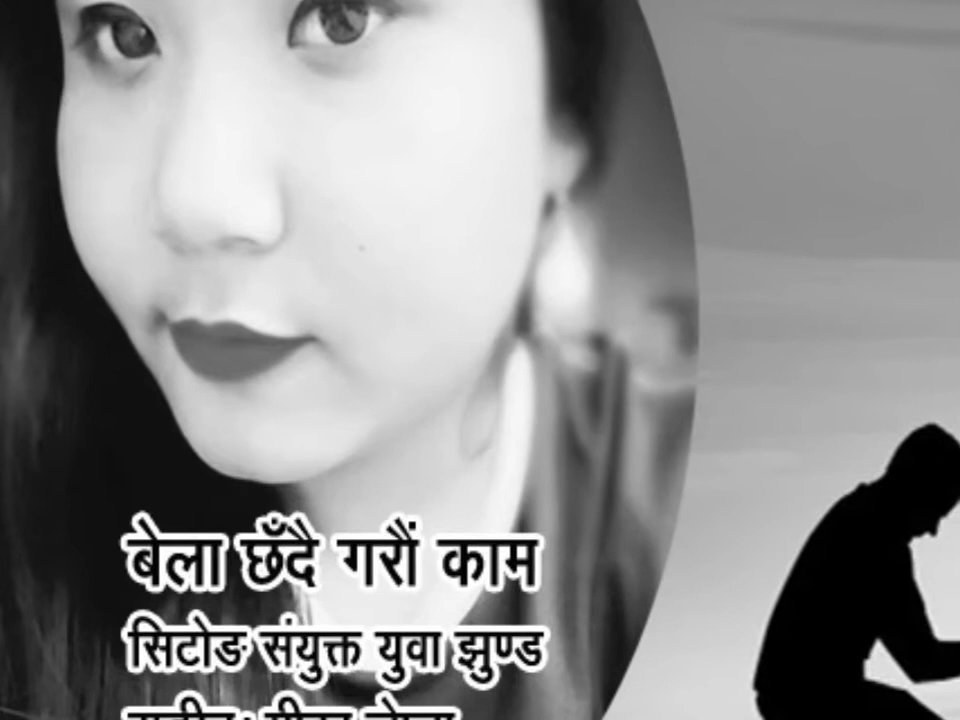 बेला छँदै गरौं काम
सिटोङ संयुक्त युवा झुण्ड